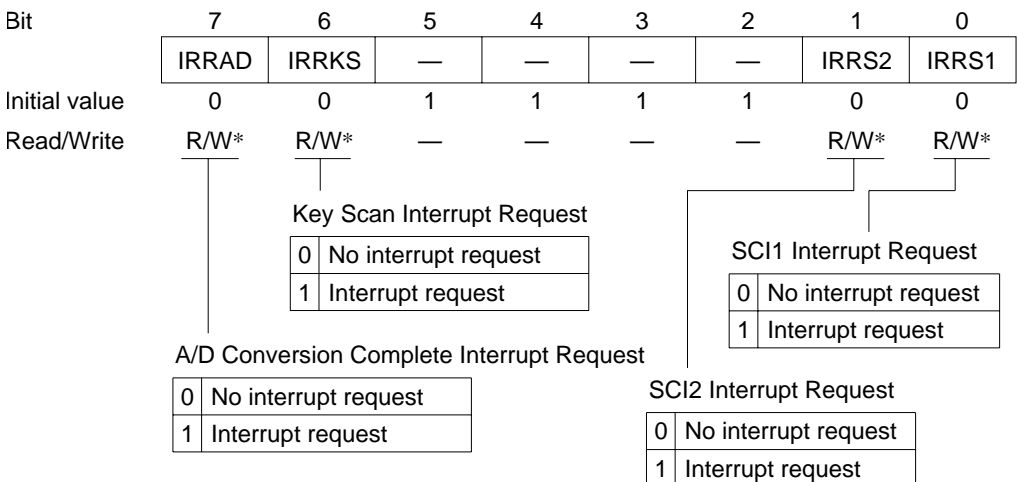 Bit 7 6 5 4 3 2 1 0
IRRAD IRRKS — — — — IRRS2 IRRS1
Initial value 0 0 1 1 1 1 0 0
Read/Write R/W* R/W* — — — — R/W* R/W*
Key Scan Interrupt Request
0 No interrupt request
1 Interrupt request
SCI1 Interrupt Request
0 No interrupt request
1 Interrupt request
A/D Conversion Complete Interrupt Request
0 No interrupt request
1 Interrupt request
SCI2 Interrupt Request
0 No interrupt request
1 Interrupt request